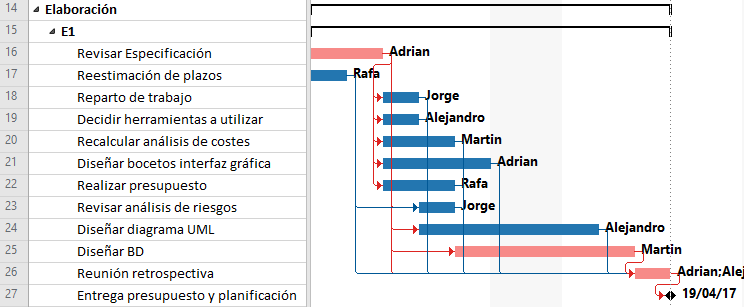 14 Elaboración
15 E1
16 Revisar Especificación Adrian
17 Reestimación de plazos Rafa
18 Reparto de trabajo Jorge
19 Decidir herramientas a utilizar Alejandro
20 Recalcular análisis de costes Martin
21 Diseñar bocetos interfaz gráfica Adrian
22 Realizar presupuesto Rafa
23 Revisar análisis de riesgos Jorge
24 Diseñar diagrama UML Alejandro
25 Diseñar BD Martin
26 Reunión retrospectiva Adrian;Alej
27 Entrega presupuesto y planificación 19/04/17